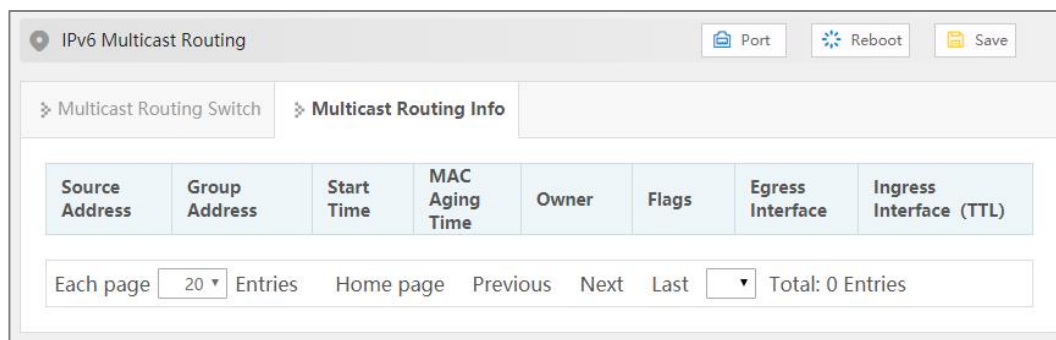 IPv6 Multicast Routing Port Reboot Save
Multicast Routing Switch Multicast Routing Info
Source Address Group Address Start Time MAC Aging Time Owner Flags Egress Interface Ingress Interface (TTL)
Each page 20 Entries Home page Previous Next Last Total: 0 Entries